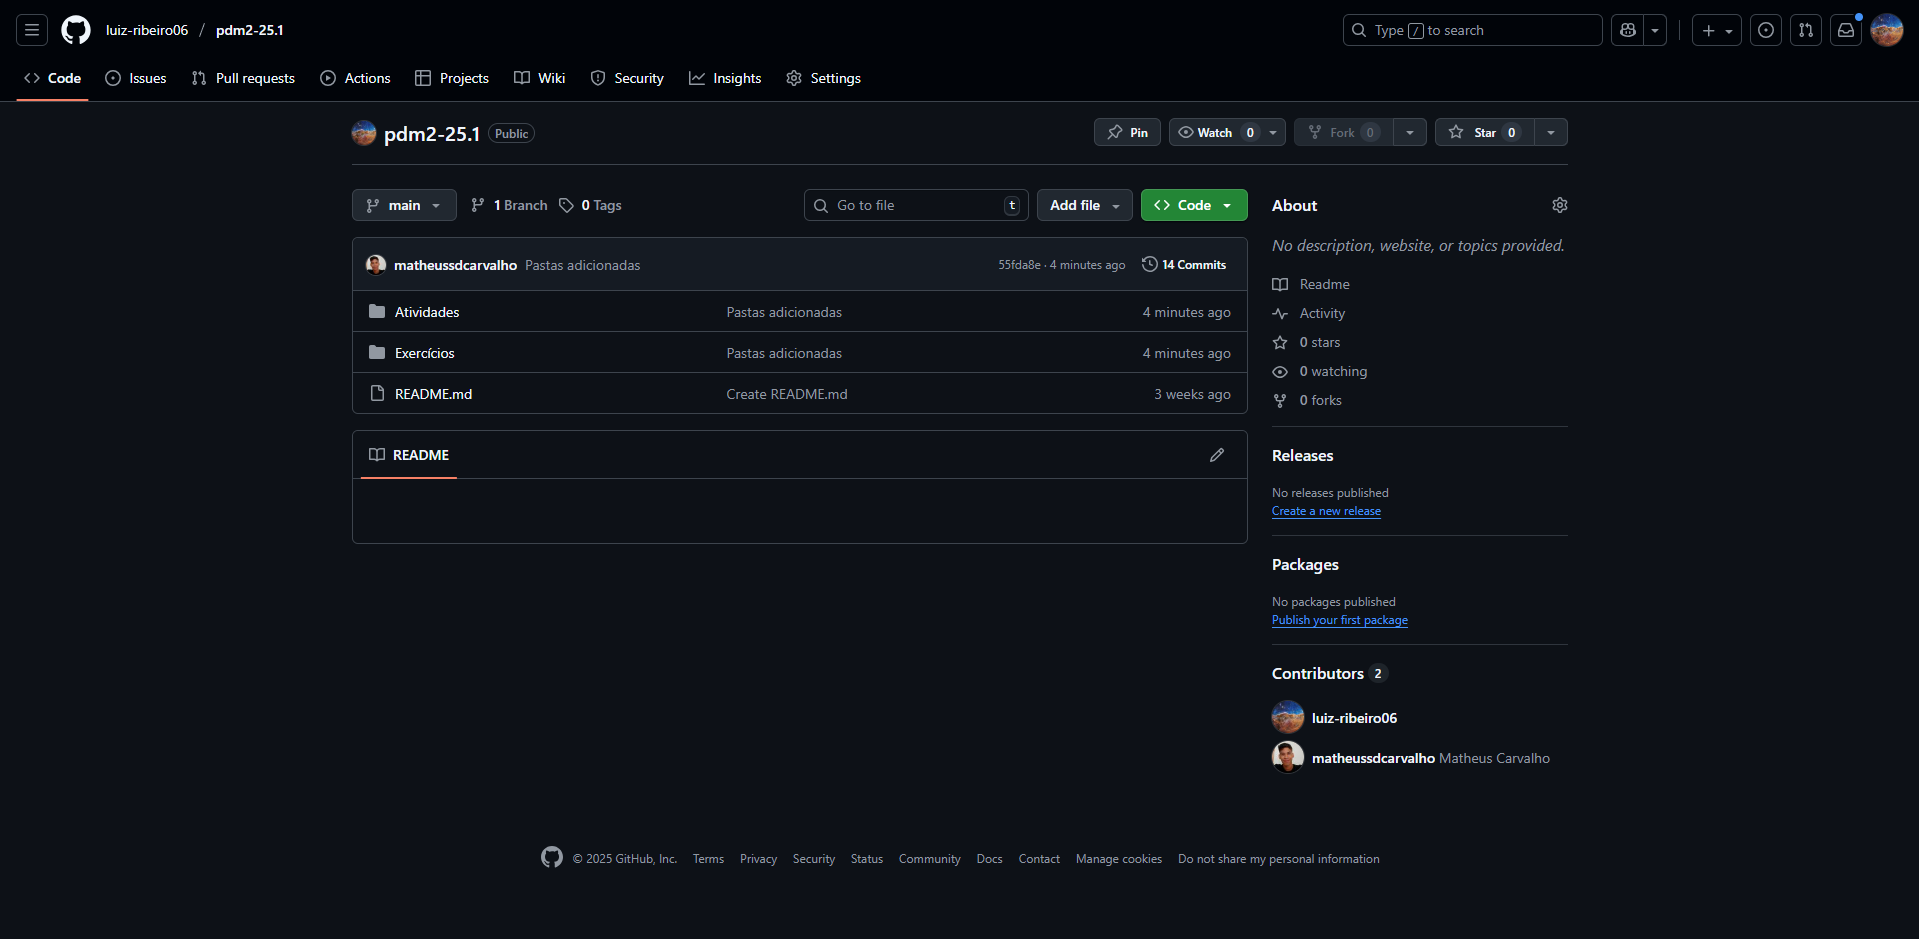 luiz-ribeiro06 / pdm2-25.1
Type / to search
Code
Issues
Pull requests
Actions
Projects
Wiki
Security
Insights
Settings
pdm2-25.1 Public
Pin
Watch 0
Fork 0
Star 0
main
1 Branch
0 Tags
Go to file t
Add file
Code
matheussdcarvalho Pastas adicionadas
55fda8e · 4 minutes ago
14 Commits
Atividades Pastas adicionadas 4 minutes ago
Exercícios Pastas adicionadas 4 minutes ago
README.md Create README.md 3 weeks ago
README
About
No description, website, or topics provided.
Readme
Activity
0 stars
0 watching
0 forks
Releases
No releases published
Create a new release
Packages
No packages published
Publish your first package
Contributors 2
luiz-ribeiro06
matheussdcarvalho Matheus Carvalho
© 2025 GitHub, Inc. Terms Privacy Security Status Community Docs Contact Manage cookies Do not share my personal information